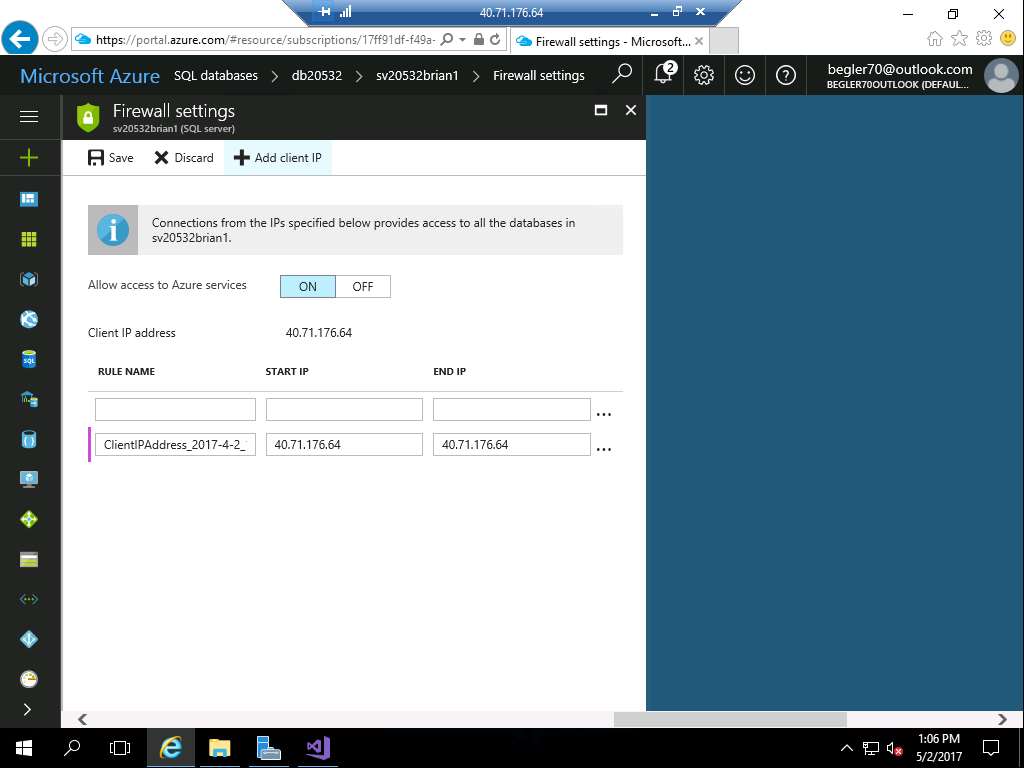 40.71.176.64
https://portal.azure.com/#resource/subscriptions/17ff91df-f49a-
Firewall settings - Microsoft...
Microsoft Azure SQL databases > db20532 > sv20532brian1 > Firewall settings
2
begler70@outlook.com
BEGLER70OUTLOOK (DEFAUL...
Firewall settings
sv20532brian1 (SQL server)
Save Discard Add client IP
Connections from the IPs specified below provides access to all the databases in
sv20532brian1.
Allow access to Azure services ON OFF
Client IP address 40.71.176.64
RULE NAME START IP END IP
...
ClientIPAddress_2017-4-2_ 40.71.176.64 40.71.176.64 ...
SQL
1:06 PM
5/2/2017